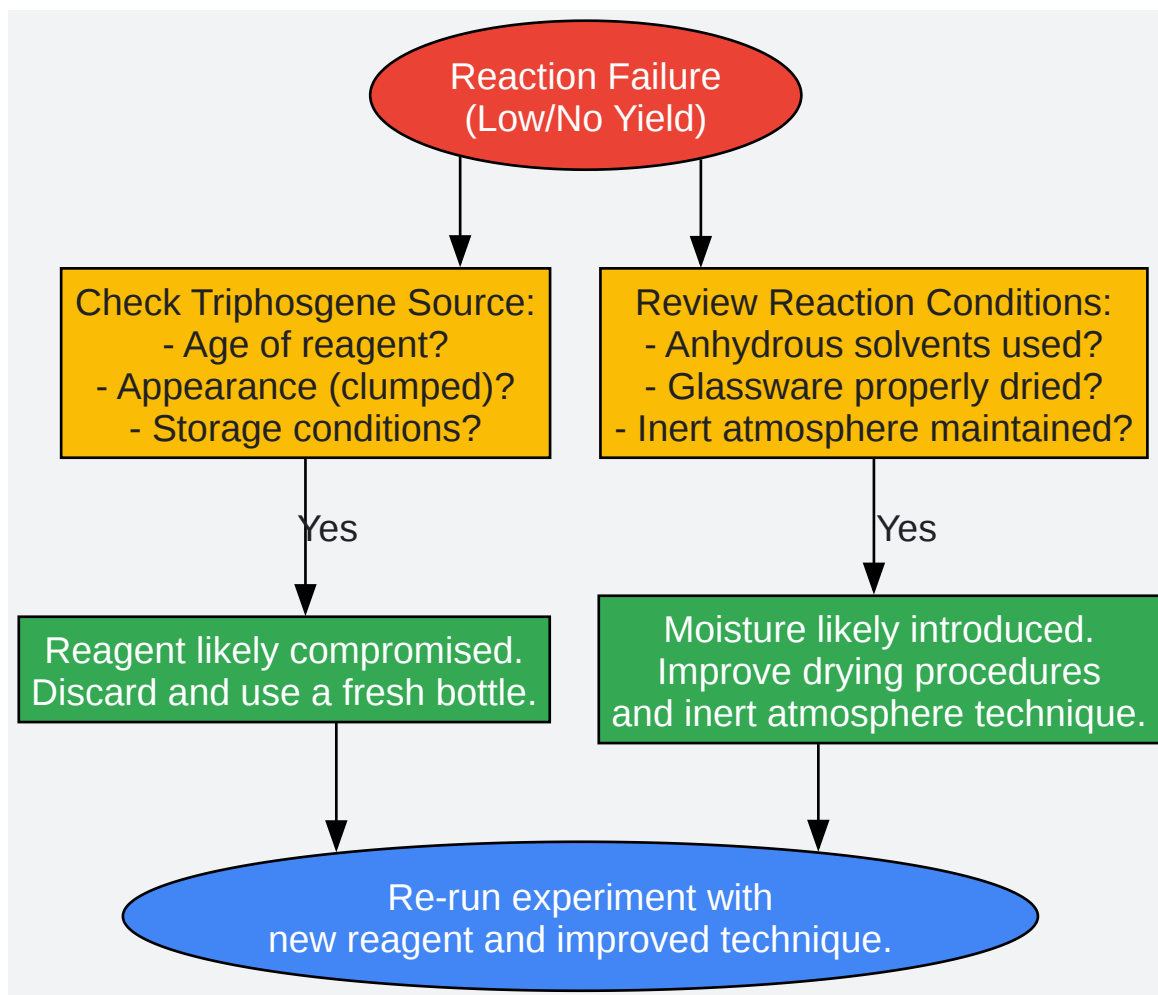 Reaction Failure
(Low/No Yield)
Check Triphosgene Source:
- Age of reagent?
- Appearance (clumped)?
- Storage conditions?
Review Reaction Conditions:
- Anhydrous solvents used?
- Glassware properly dried?
- Inert atmosphere maintained?
Yes
Yes
Reagent likely compromised.
Discard and use a fresh bottle.
Moisture likely introduced.
Improve drying procedures
and inert atmosphere technique.
Re-run experiment with
new reagent and improved technique.